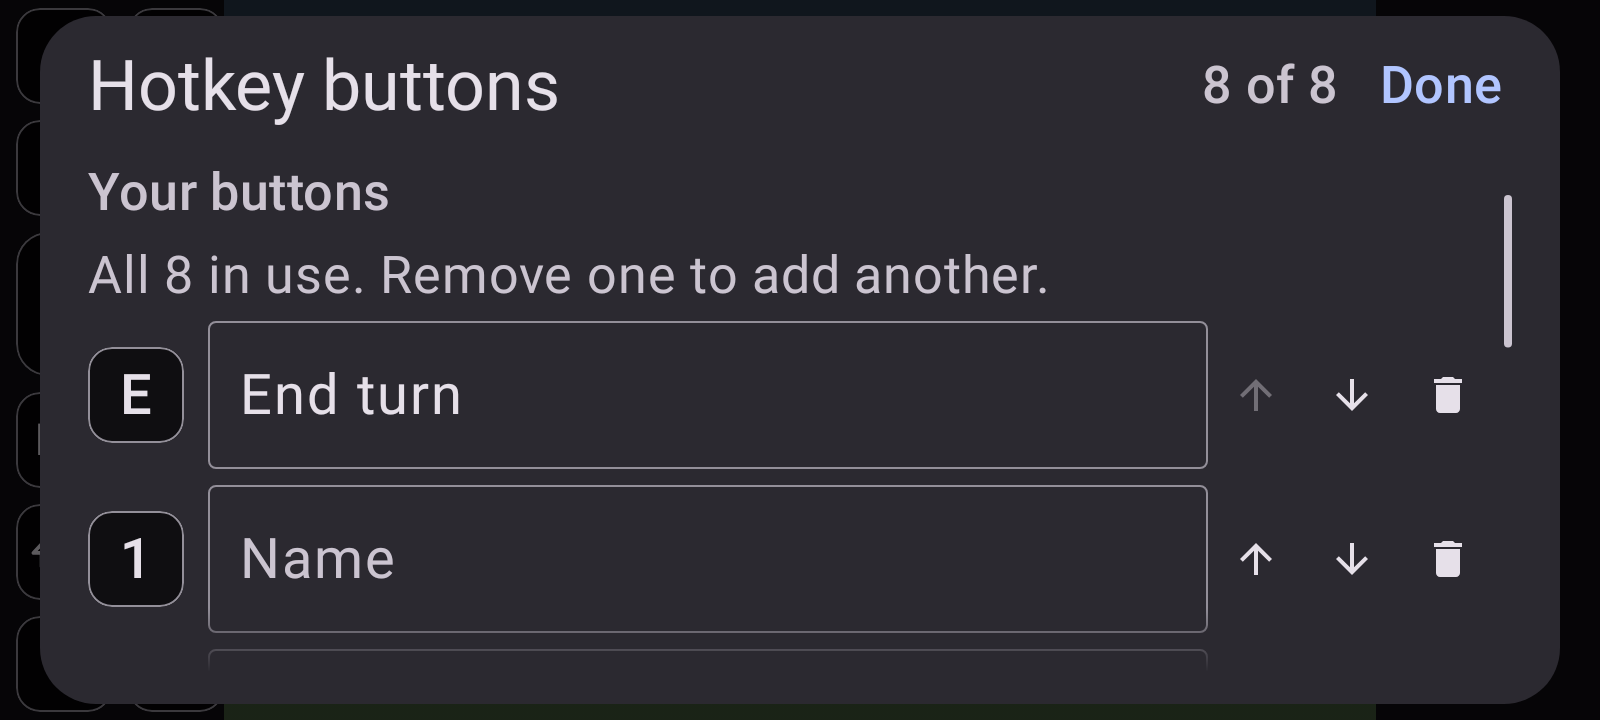 Hotkey buttons
8 of 8 Done
Your buttons
All 8 in use. Remove one to add another.
E End turn
1 Name